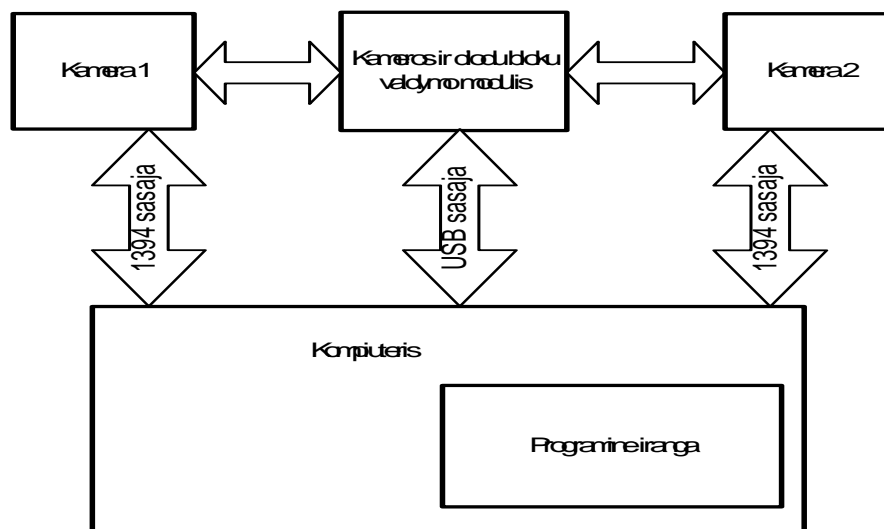 Kamera 1
Kameros ir diodu bloku
valdymo modulis
Kamera 2
1394 sasaja
USB sasaja
1394 sasaja
Kompiuteris
Programine iranga